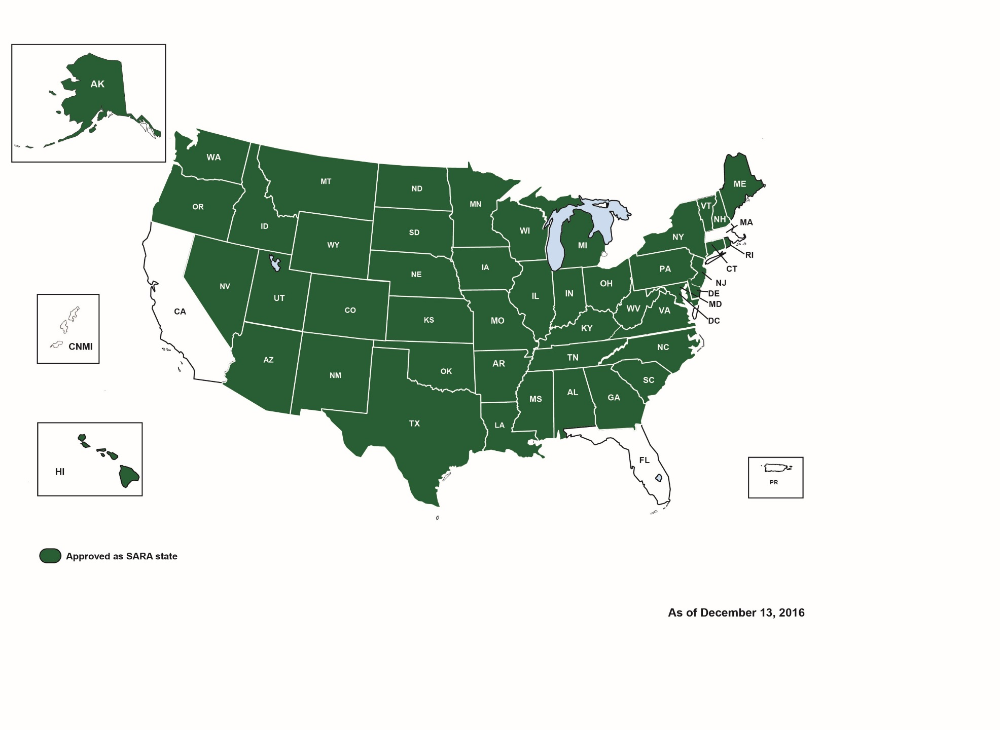 AK
WA
MT
ND
MN
ME
OR
ID
VT
NH
MA
WI
NY
SD
WY
MI
RI
IA
PA
CT
NE
NV
OH
NJ
UT
IL
IN
DE
MD
CO
CA
WV
VA
KS
MO
DC
KY
CNMI
AZ
NC
TN
AR
NM
OK
SC
AL
GA
MS
TX
LA
FL
HI
PR
Approved as SARA state
As of December 13, 2016